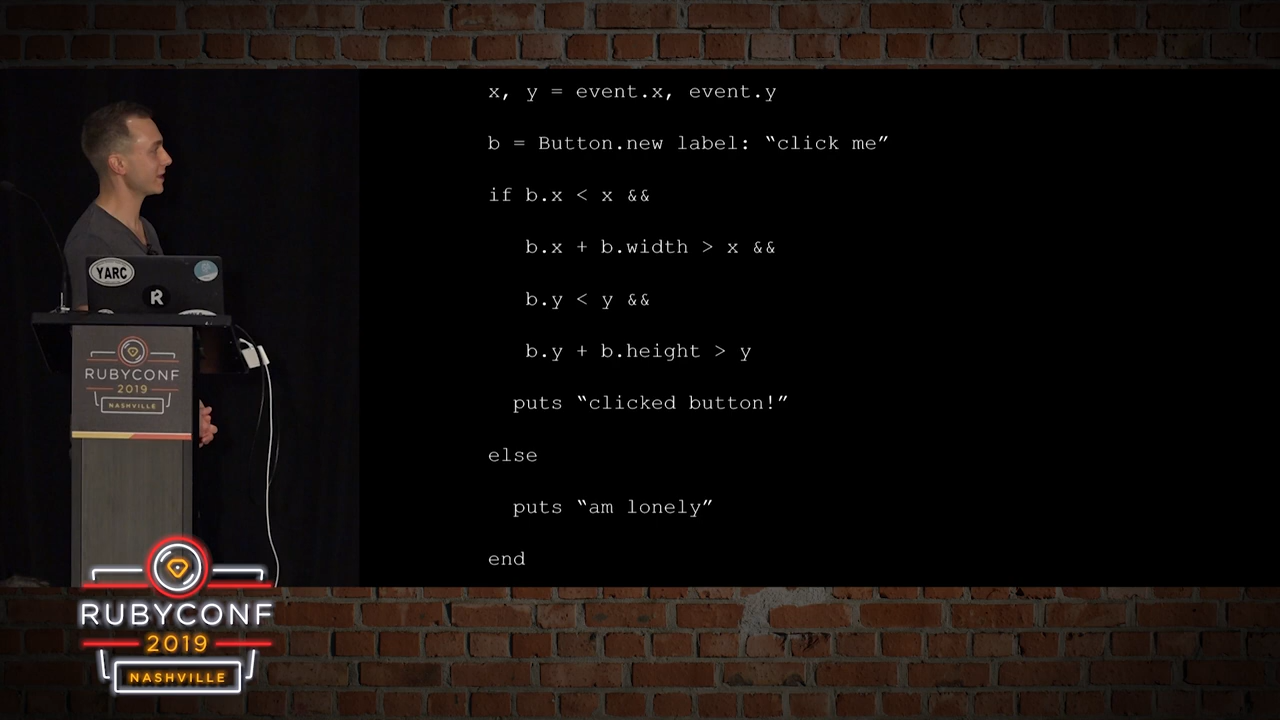 x, y = event.x, event.y
b = Button.new label: “click me”
if b.x < x &&
b.x + b.width > x &&
b.y < y &&
b.y + b.height > y
puts “clicked button!”
else
puts “am lonely”
end
YARC
R
RUBYCONF
2019
NASHVILLE
RUBYCONF
2019
NASHVILLE